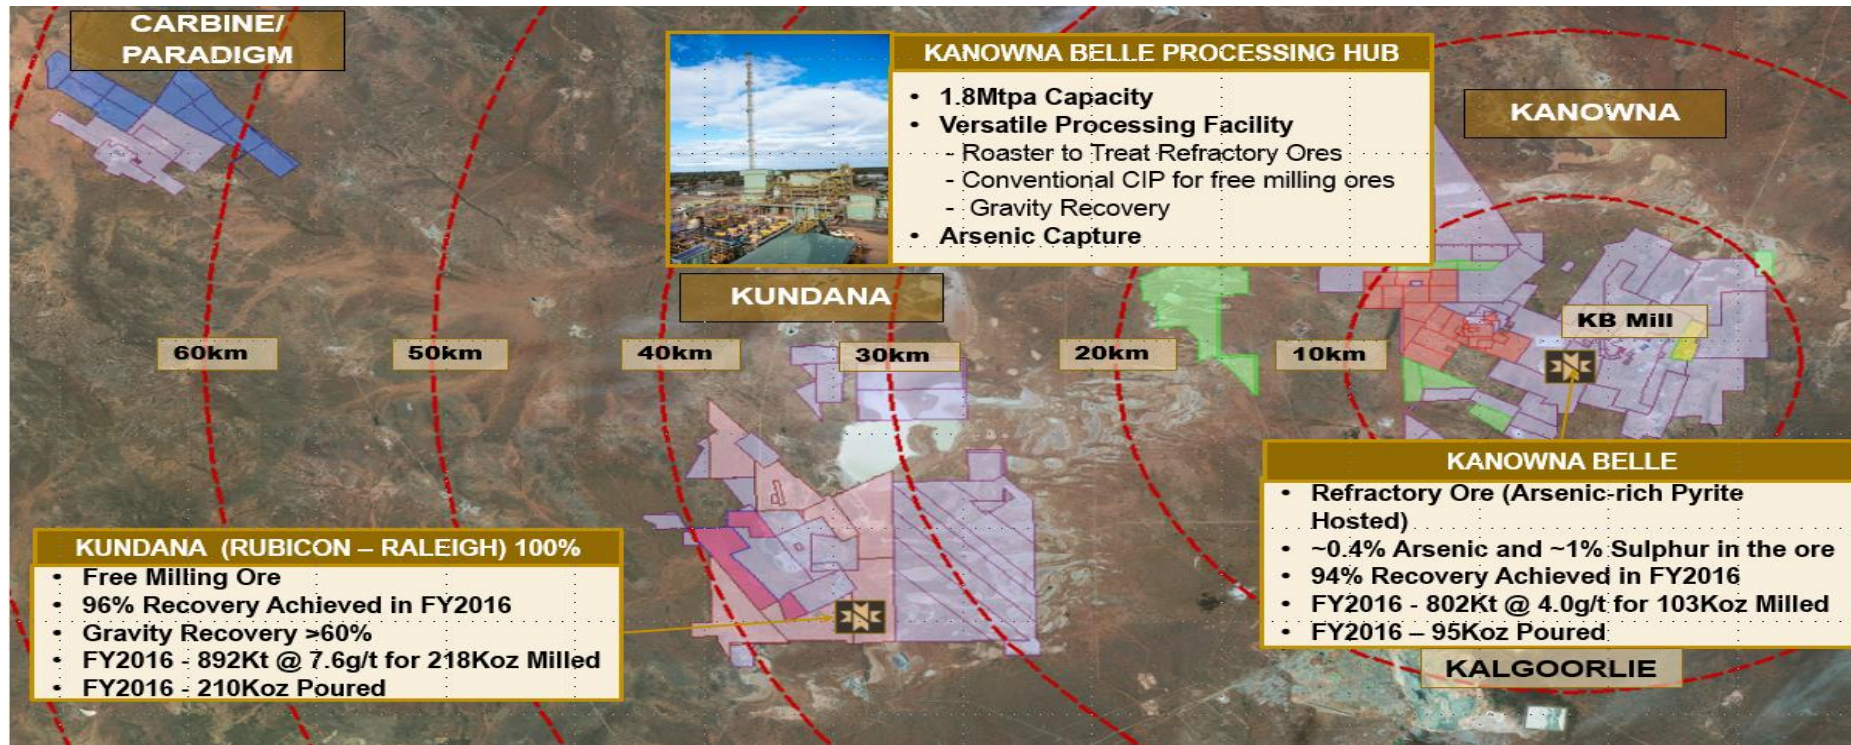 CARBINE/
PARADIGM
KANOWNA BELLE PROCESSING HUB
• 1.8Mtpa Capacity
• Versatile Processing Facility
- Roaster to Treat Refractory Ores
- Conventional CIP for free milling ores
- Gravity Recovery
• Arsenic Capture
KANOWNA
KUNDANA
KB Mill
60km
50km
40km
30km
20km
10km
KUNDANA (RUBICON – RALEIGH) 100%
• Free Milling Ore
• 96% Recovery Achieved in FY2016
• Gravity Recovery >60%
• FY2016 - 892Kt @ 7.6g/t for 218Koz Milled
• FY2016 - 210Koz Poured
KANOWNA BELLE
• Refractory Ore (Arsenic-rich Pyrite
Hosted)
• ~0.4% Arsenic and ~1% Sulphur in the ore
• 94% Recovery Achieved in FY2016
• FY2016 - 802Kt @ 4.0g/t for 103Koz Milled
• FY2016 – 95Koz Poured
KALGOORLIE